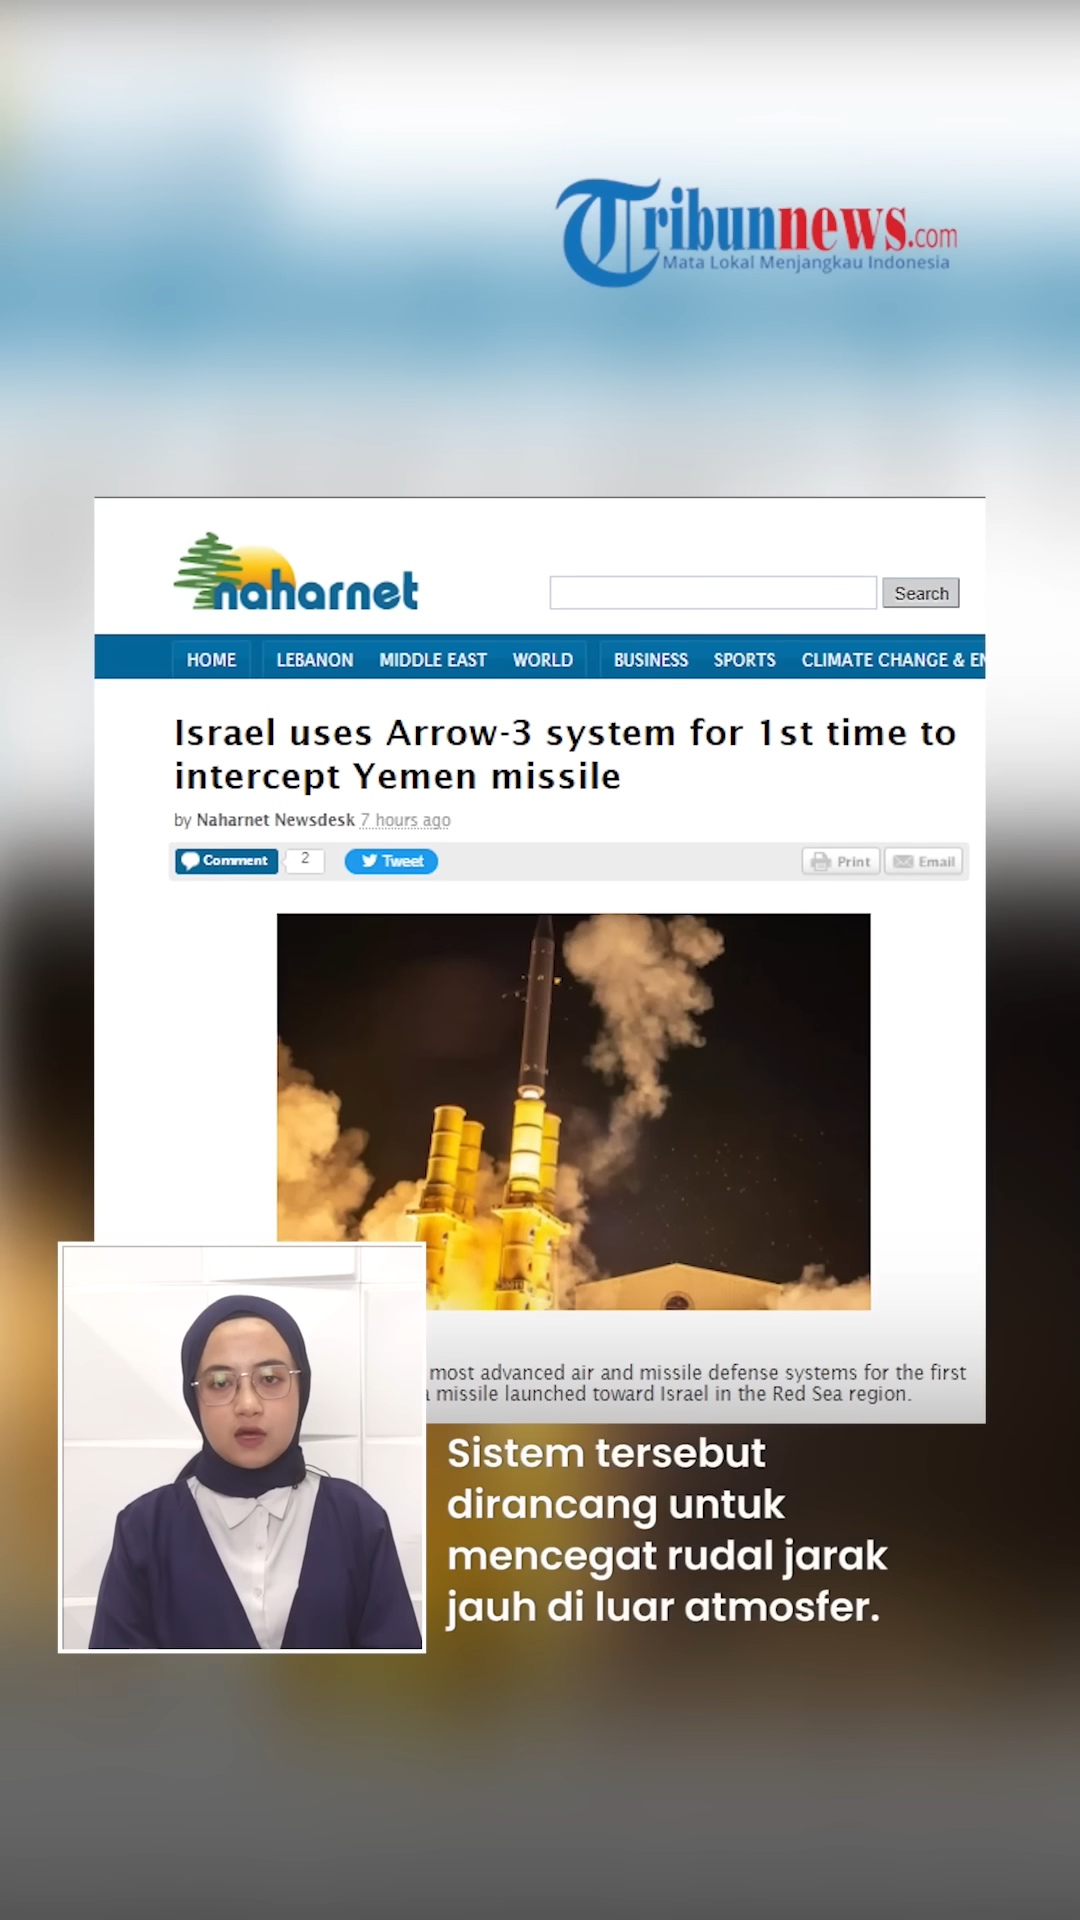 Tribunnews.com
Mata Lokal Menjangkau Indonesia
naharnet
Search
HOME LEBANON MIDDLE EAST WORLD BUSINESS SPORTS CLIMATE CHANGE & EN
Israel uses Arrow-3 system for 1st time to
intercept Yemen missile
by Naharnet Newsdesk 7 hours ago
Comment 2 Tweet Print Email
most advanced air and missile defense systems for the first
a missile launched toward Israel in the Red Sea region.
Sistem tersebut
dirancang untuk
mencegat rudal jarak
jauh di luar atmosfer.